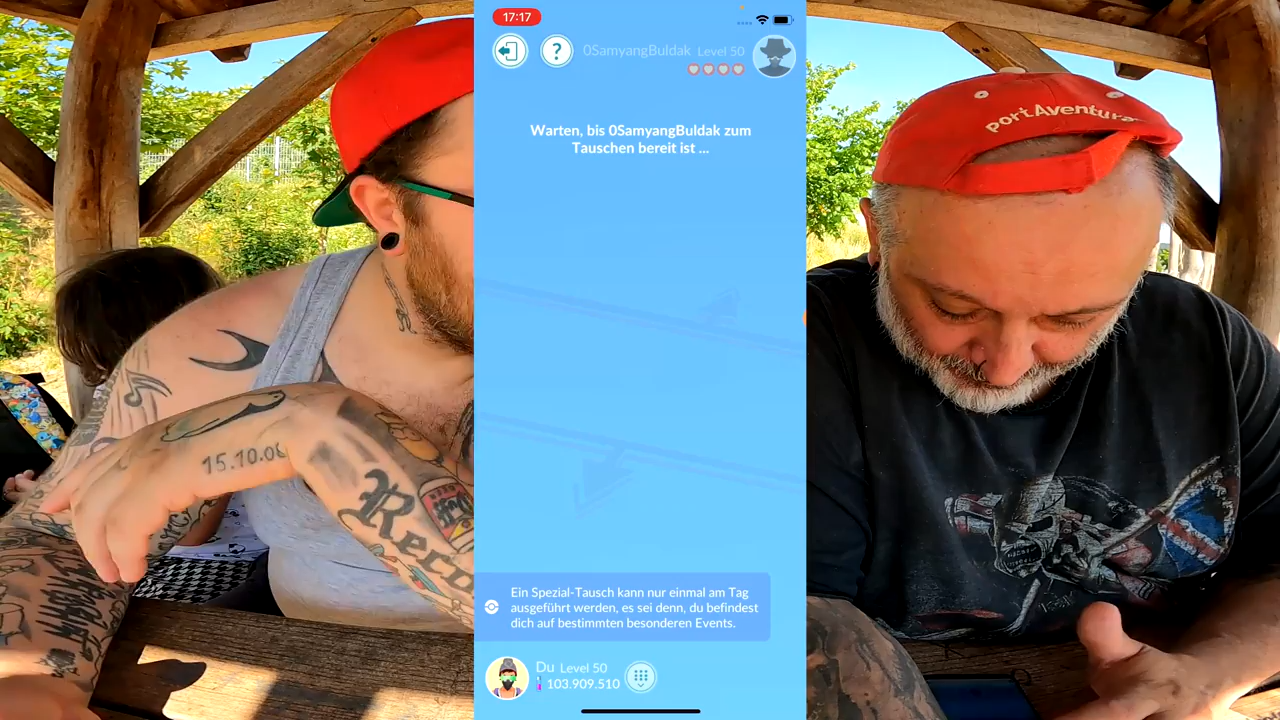 17:17
0SamyangBuldak Level 50
Warten, bis 0SamyangBuldak zum
Tauschen bereit ist ...
Ein Spezial-Tausch kann nur einmal am Tag
ausgeführt werden, es sei denn, du befindest
dich auf bestimmten besonderen Events.
Du Level 50
103.909.510
PortAventura
15.10.0